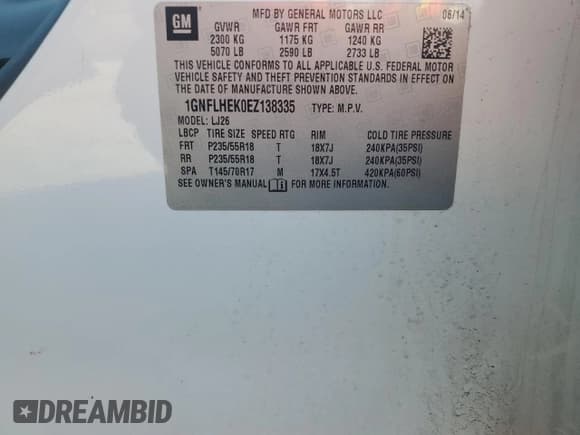 GM
MFD BY GENERAL MOTORS LLC 08/14
GVWR GAWR FRT GAWR RR
2300 KG 1175 KG 1240 KG
5070 LB 2590 LB 2733 LB
THIS VEHICLE CONFORMS TO ALL APPLICABLE U.S. FEDERAL MOTOR
VEHICLE SAFETY AND THEFT PREVENTION STANDARDS IN EFFECT ON
THE DATE OF MANUFACTURE SHOWN ABOVE.
1GNFLHEK0EZ138335 TYPE: M.P.V.
MODEL: LJ26
LBCP TIRE SIZE SPEED RTG RIM COLD TIRE PRESSURE
FRT P235/55R18 T 18X7J 240KPA(35PSI)
RR P235/55R18 T 18X7J 240KPA(35PSI)
SPA T145/70R17 M 17X4.5T 420KPA(60PSI)
SEE OWNER'S MANUAL FOR MORE INFORMATION.
DREAMBID